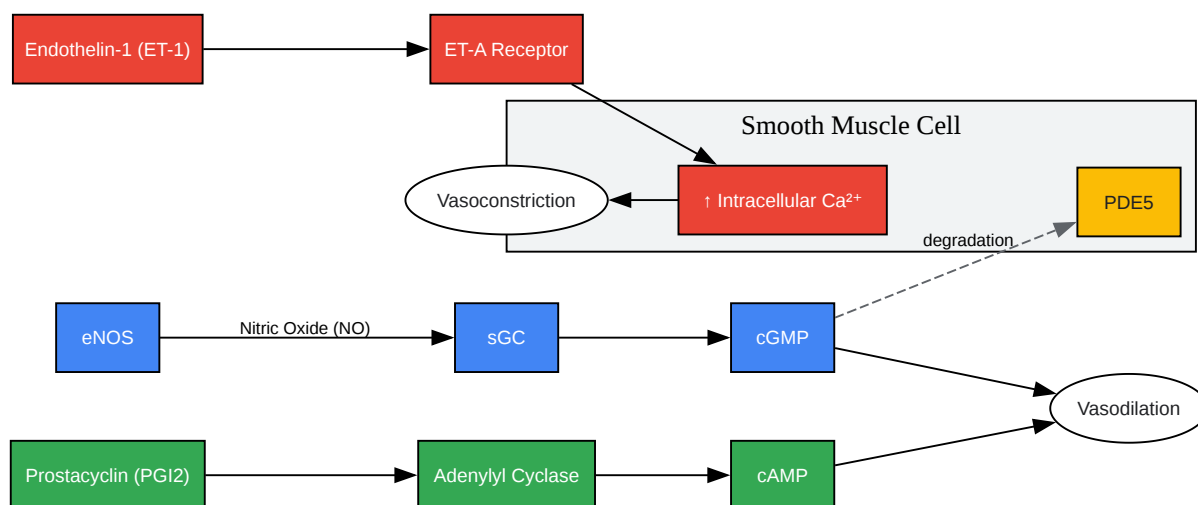 Endothelin-1 (ET-1)
ET-A Receptor
Smooth Muscle Cell
Vasoconstriction
↑ Intracellular Ca²⁺
PDE5
degradation
eNOS
Nitric Oxide (NO)
sGC
cGMP
Vasodilation
Prostacyclin (PGI2)
Adenylyl Cyclase
cAMP